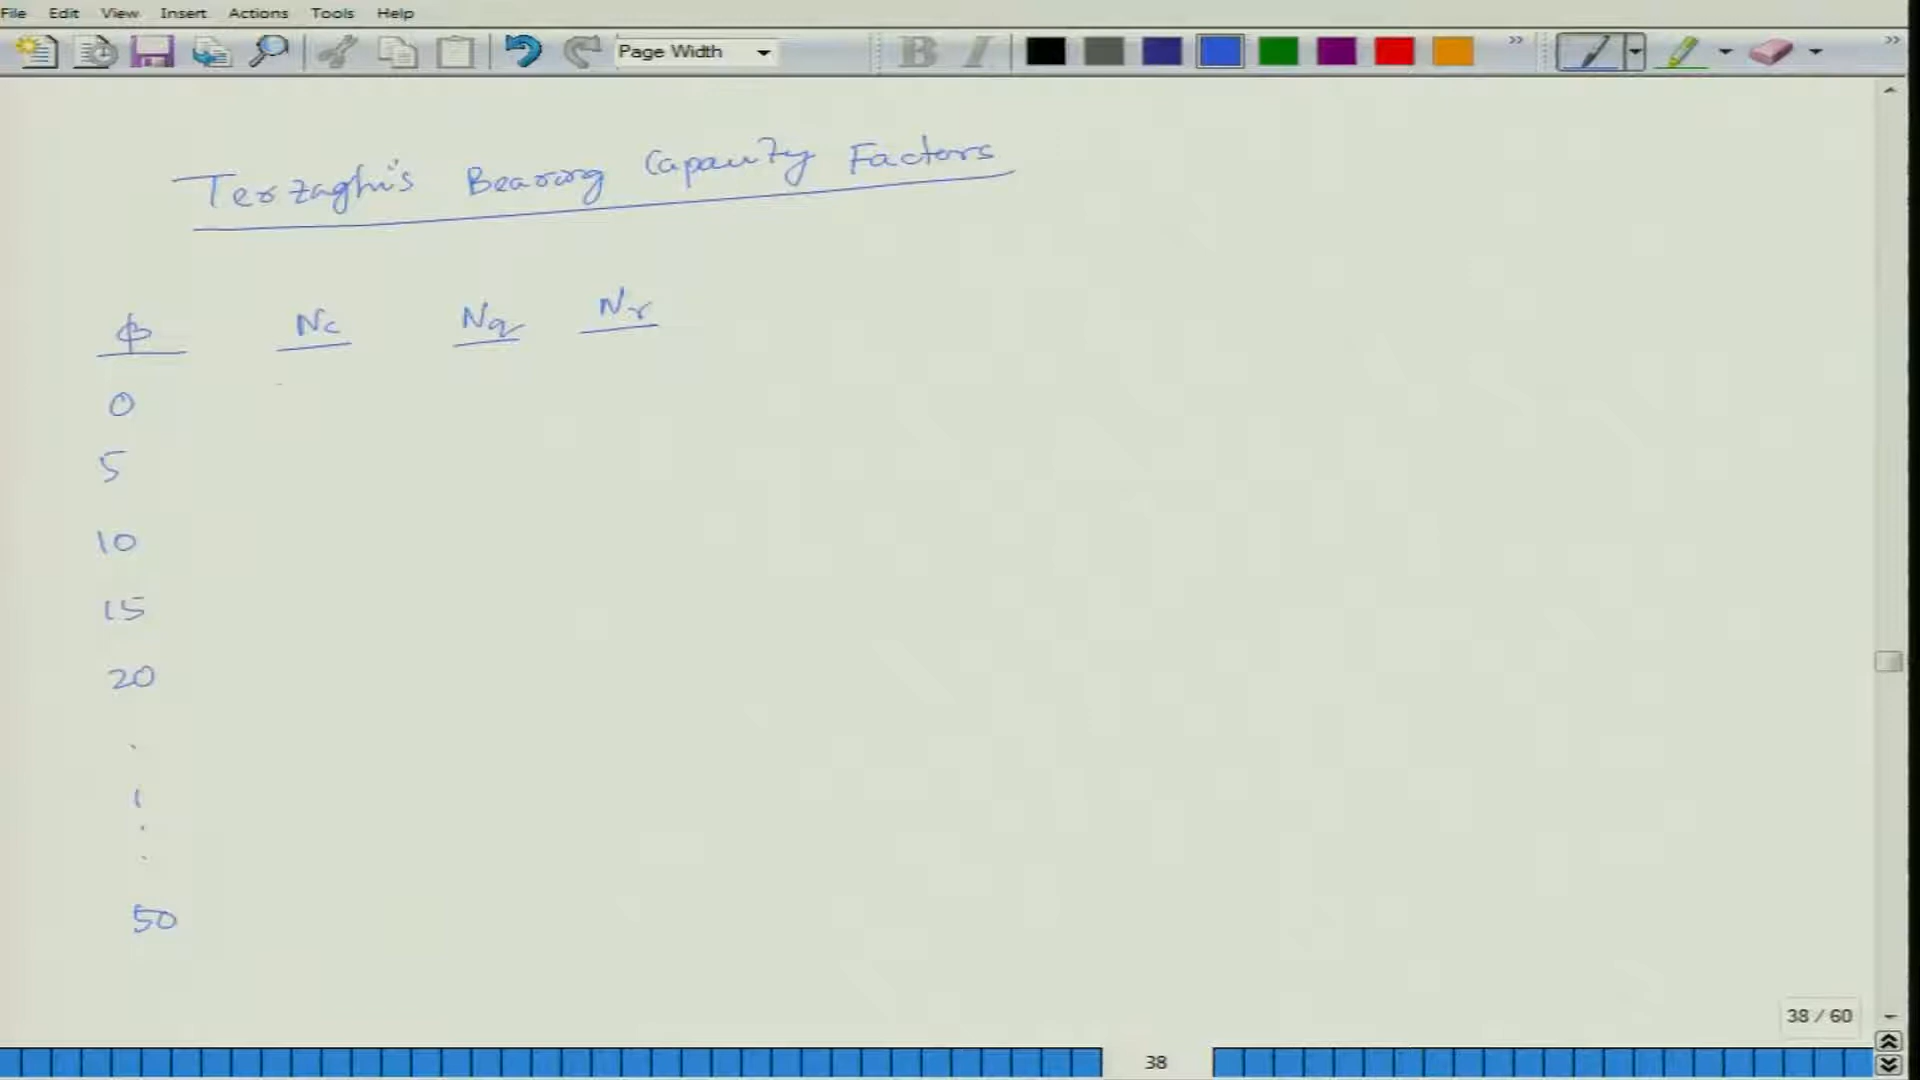 File Edit View Insert Actions Tools Help
Page Width B I
Terzaghi's Bearing Capacity Factors
φ Nc Nq Nγ
0
5
10
15
20
50
38 / 60
38